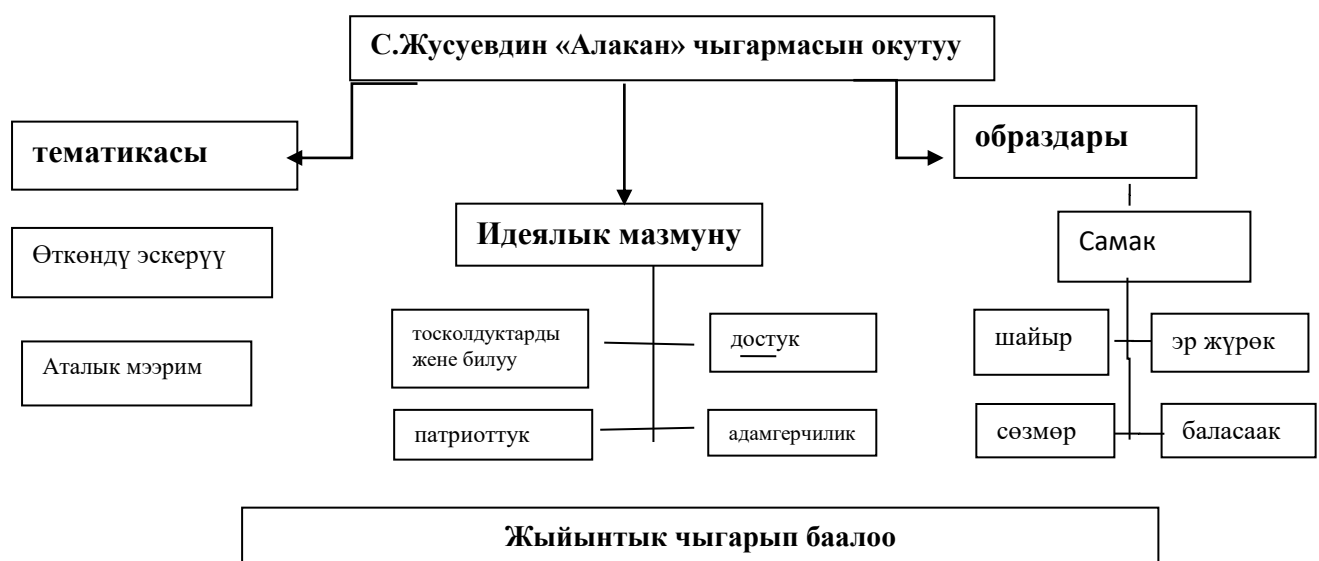 С.Жусуевдин «Алакан» чыгармасын окутуу
тематикасы
Өткөндү эскерүү
Аталык мээрим
Идеялык мазмуну
тосколдуктарды
жене билуу
достук
патриоттук
адамгерчилик
образдары
Самак
шайыр
эр жүрөк
сөзмөр
баласаак
Жыйынтык чыгарып баалоо